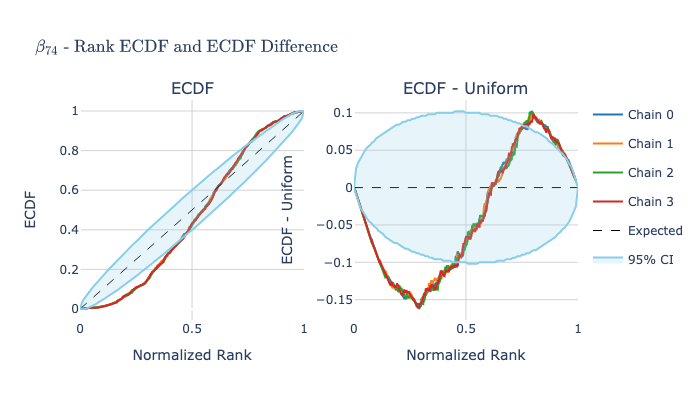 β74 - Rank ECDF and ECDF Difference
ECDF
ECDF
1
0.8
0.6
0.4
0.2
0
0
0.5
1
Normalized Rank
ECDF - Uniform
ECDF - Uniform
0.1
0.05
0
−0.05
−0.1
−0.15
0
0.5
1
Normalized Rank
Chain 0
Chain 1
Chain 2
Chain 3
Expected
95% CI